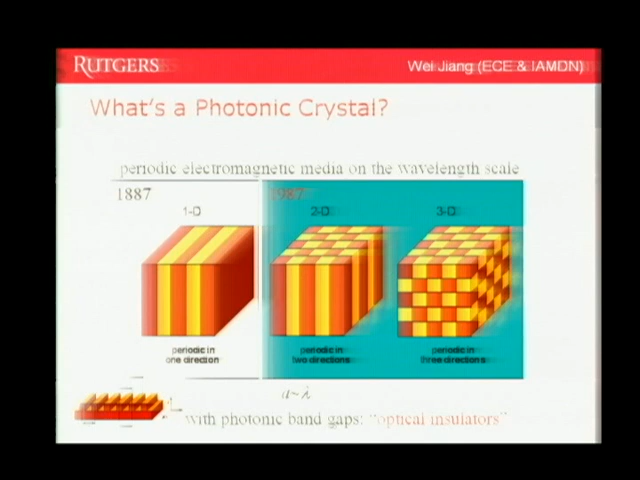 RUTGERS
Wei Jiang (ECE & IAMDN)
What's a Photonic Crystal?
periodic electromagnetic media on the wavelength scale
1887
1987
1-D
2-D
3-D
periodic in
one direction
periodic in
two directions
periodic in
three directions
a~λ
with photonic band gaps: "optical insulators"